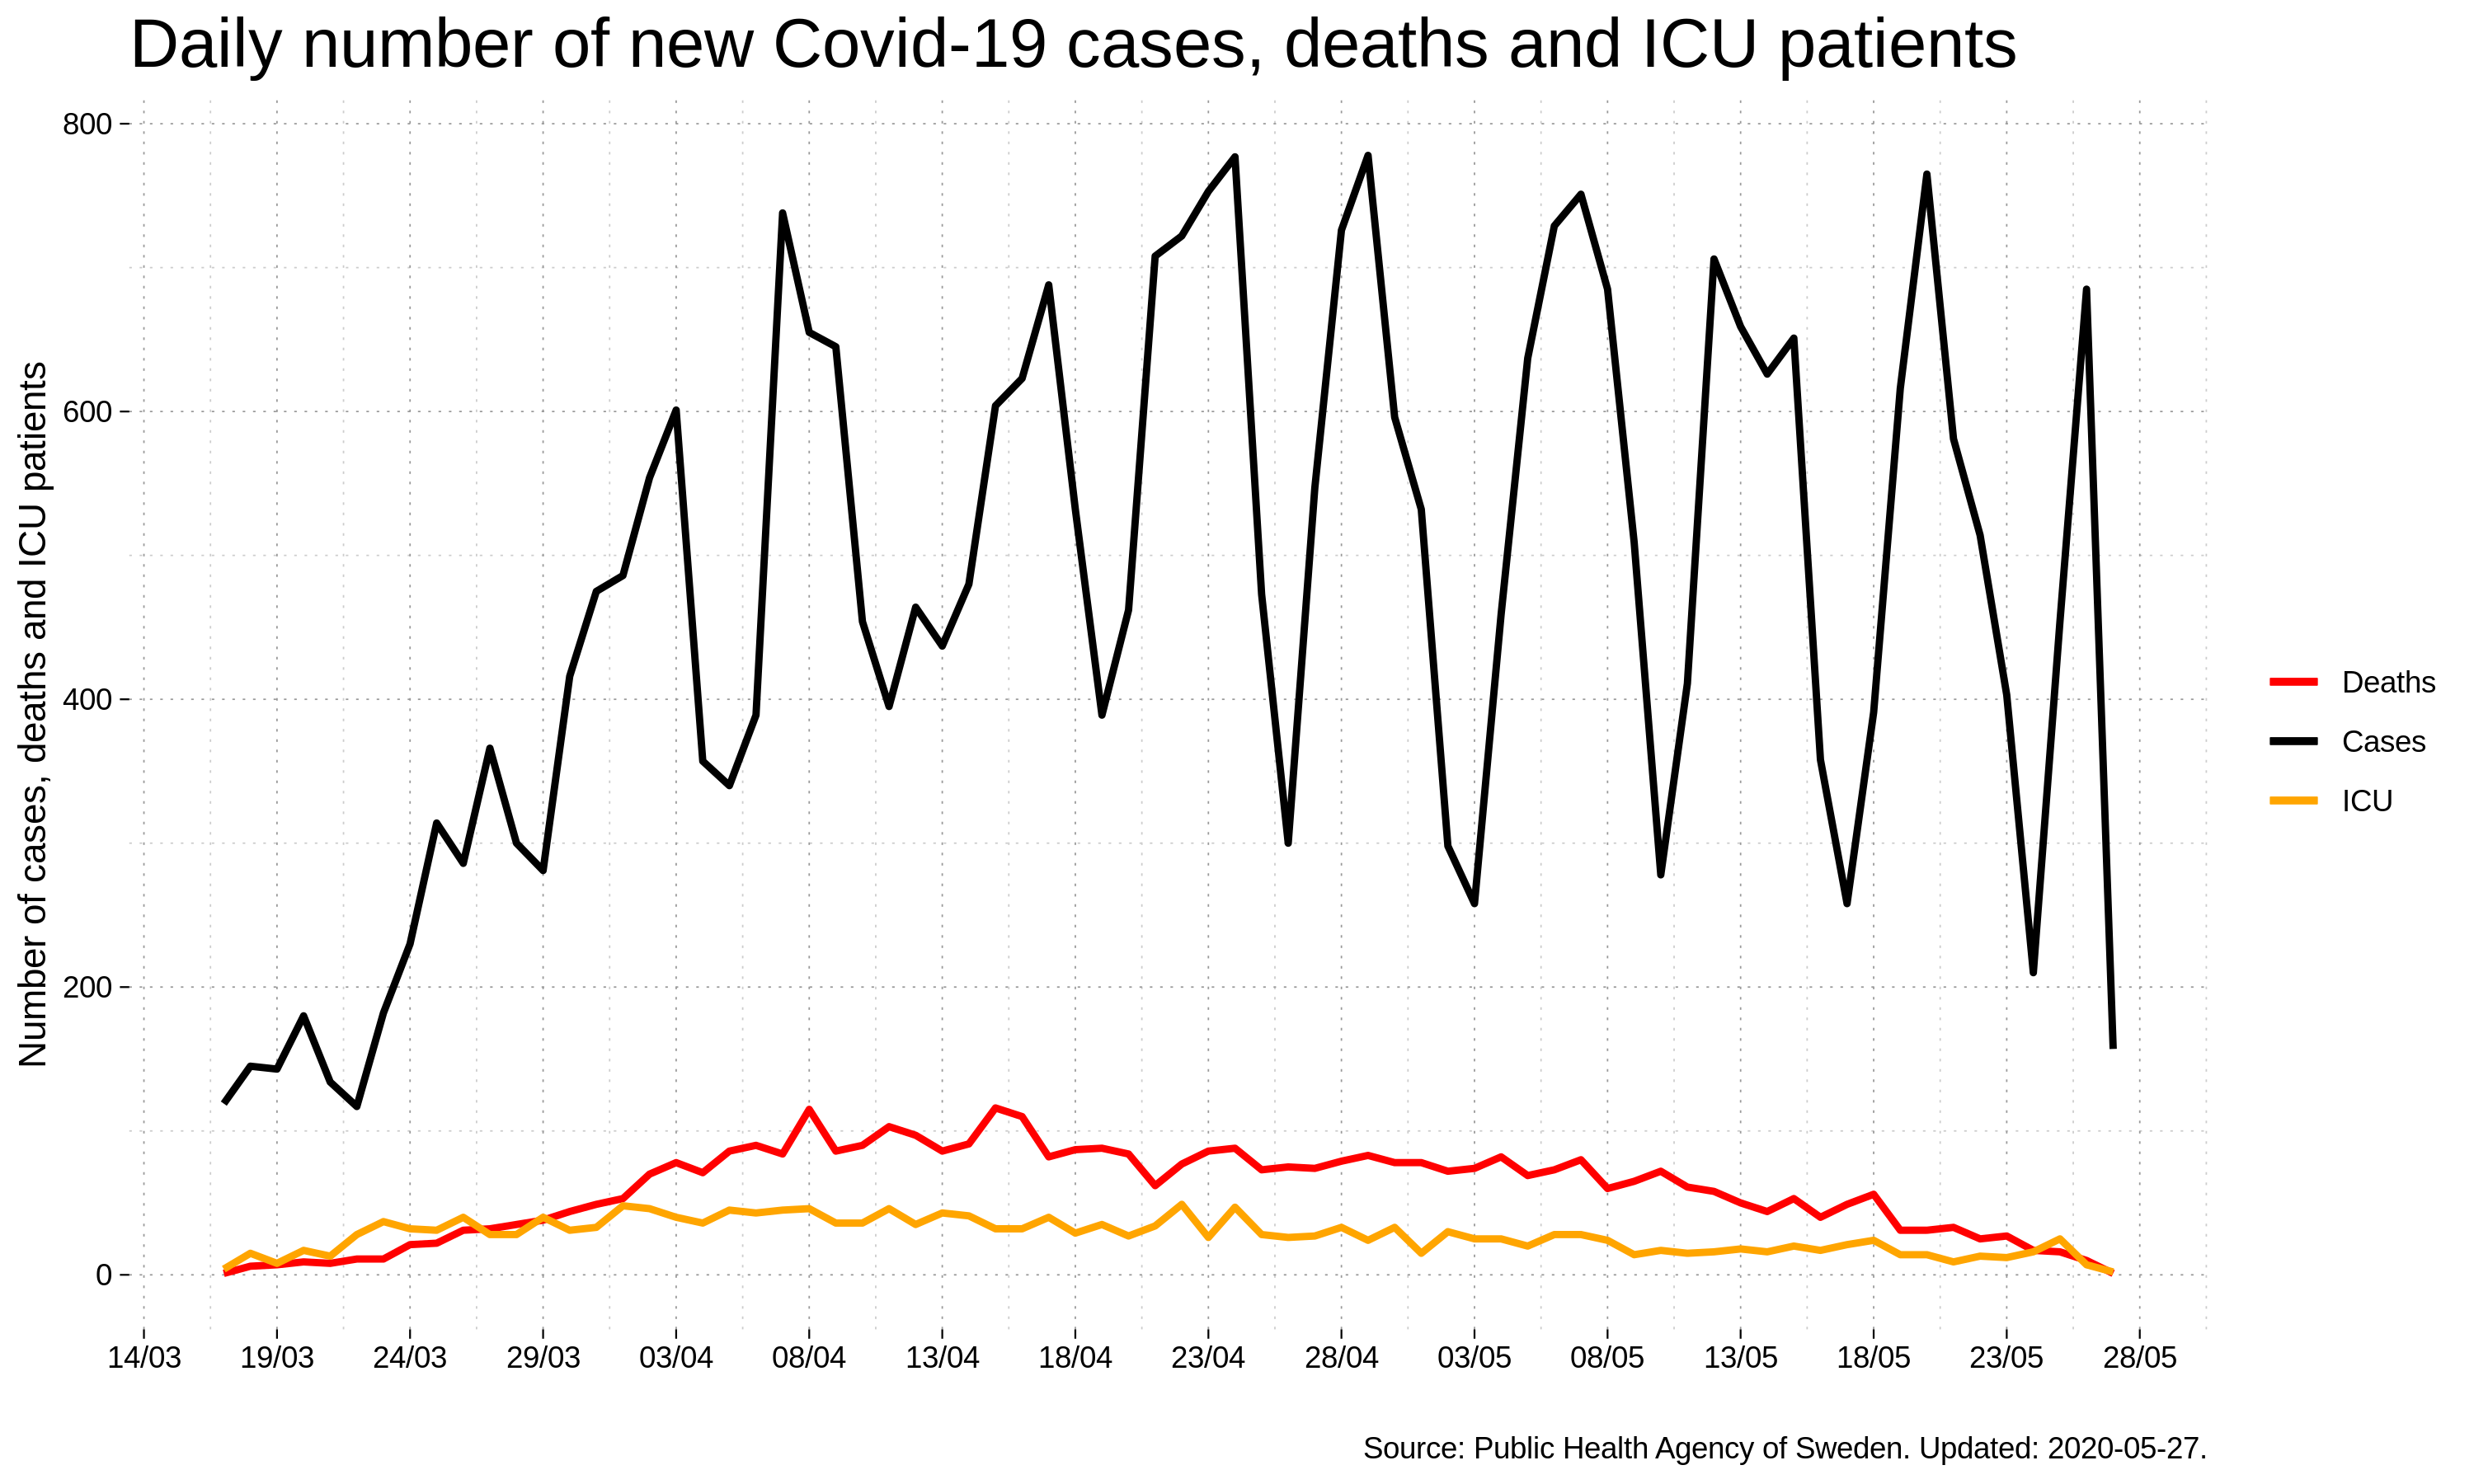 Daily number of new Covid-19 cases, deaths and ICU patients
Number of cases, deaths and ICU patients
800
600
400
200
0
14/03 19/03 24/03 29/03 03/04 08/04 13/04 18/04 23/04 28/04 03/05 08/05 13/05 18/05 23/05 28/05
Deaths
Cases
ICU
Source: Public Health Agency of Sweden. Updated: 2020-05-27.